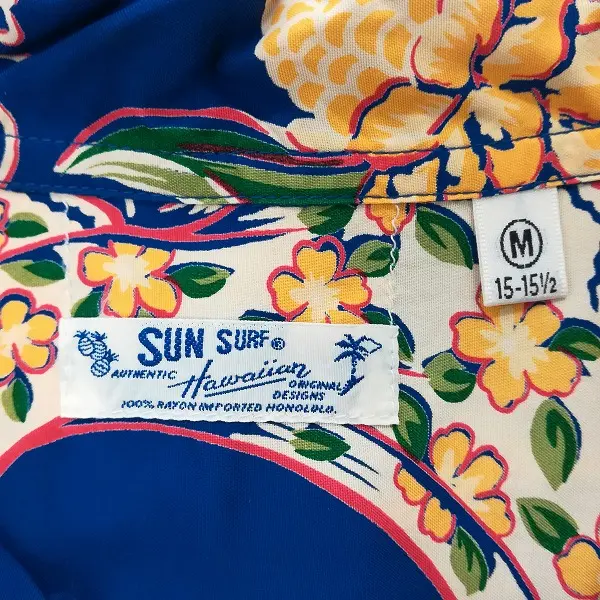 M
15-15½
SUN SURF®
AUTHENTIC Hawaiian ORIGINAL DESIGNS
100% RAYON IMPORTED HONOLULU.